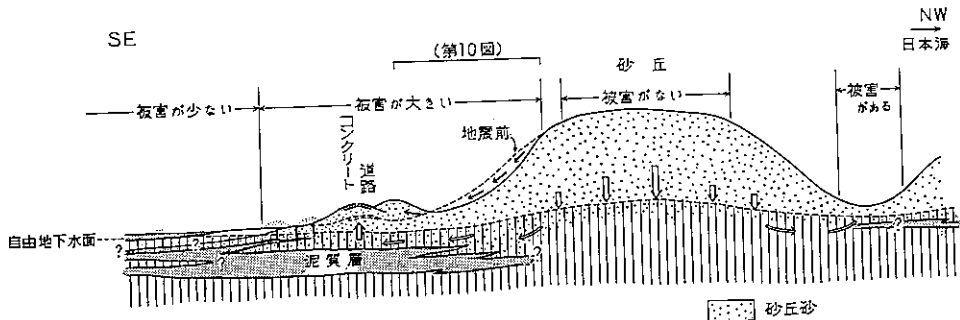 SE
NW
日本海
(第10図)
砂丘
被害が少ない
被害が大きい
被害がない
被害
がある
地震前
コンクリート
道路
自由地下水面
?
?
?
?
?
泥質層
砂丘砂